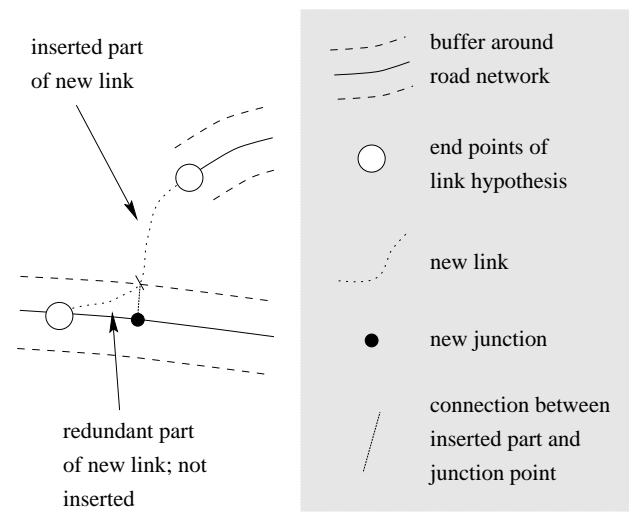 inserted part
of new link
redundant part
of new link; not
inserted
buffer around
road network
end points of
link hypothesis
new link
new junction
connection between
inserted part and
junction point